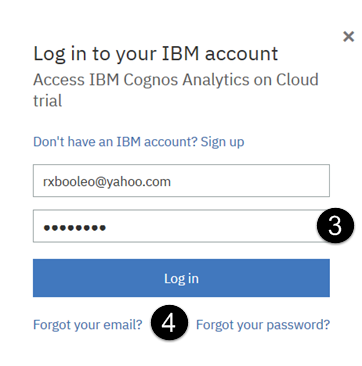 ×
Log in to your IBM account
Access IBM Cognos Analytics on Cloud
trial
Don't have an IBM account? Sign up
rxbooleo@yahoo.com
●●●●●●●●
3
Log in
Forgot your email? 4 Forgot your password?